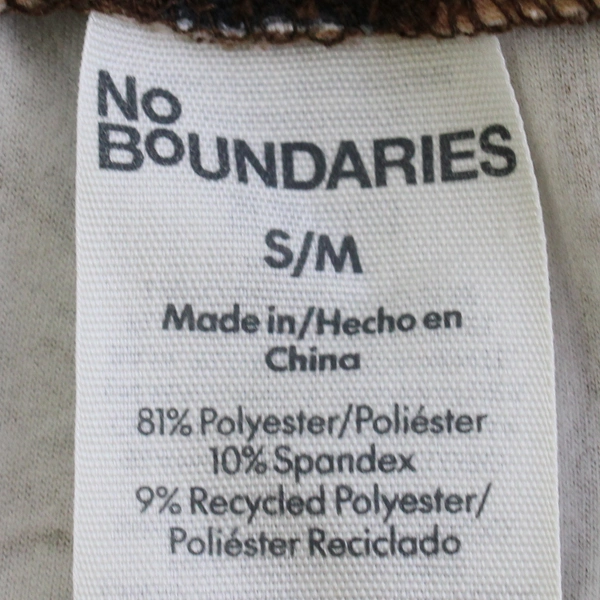 No
BOUNDARIES
S/M
Made in/Hecho en
China
81% Polyester/Poliéster
10% Spandex
9% Recycled Polyester/
Poliéster Reciclado